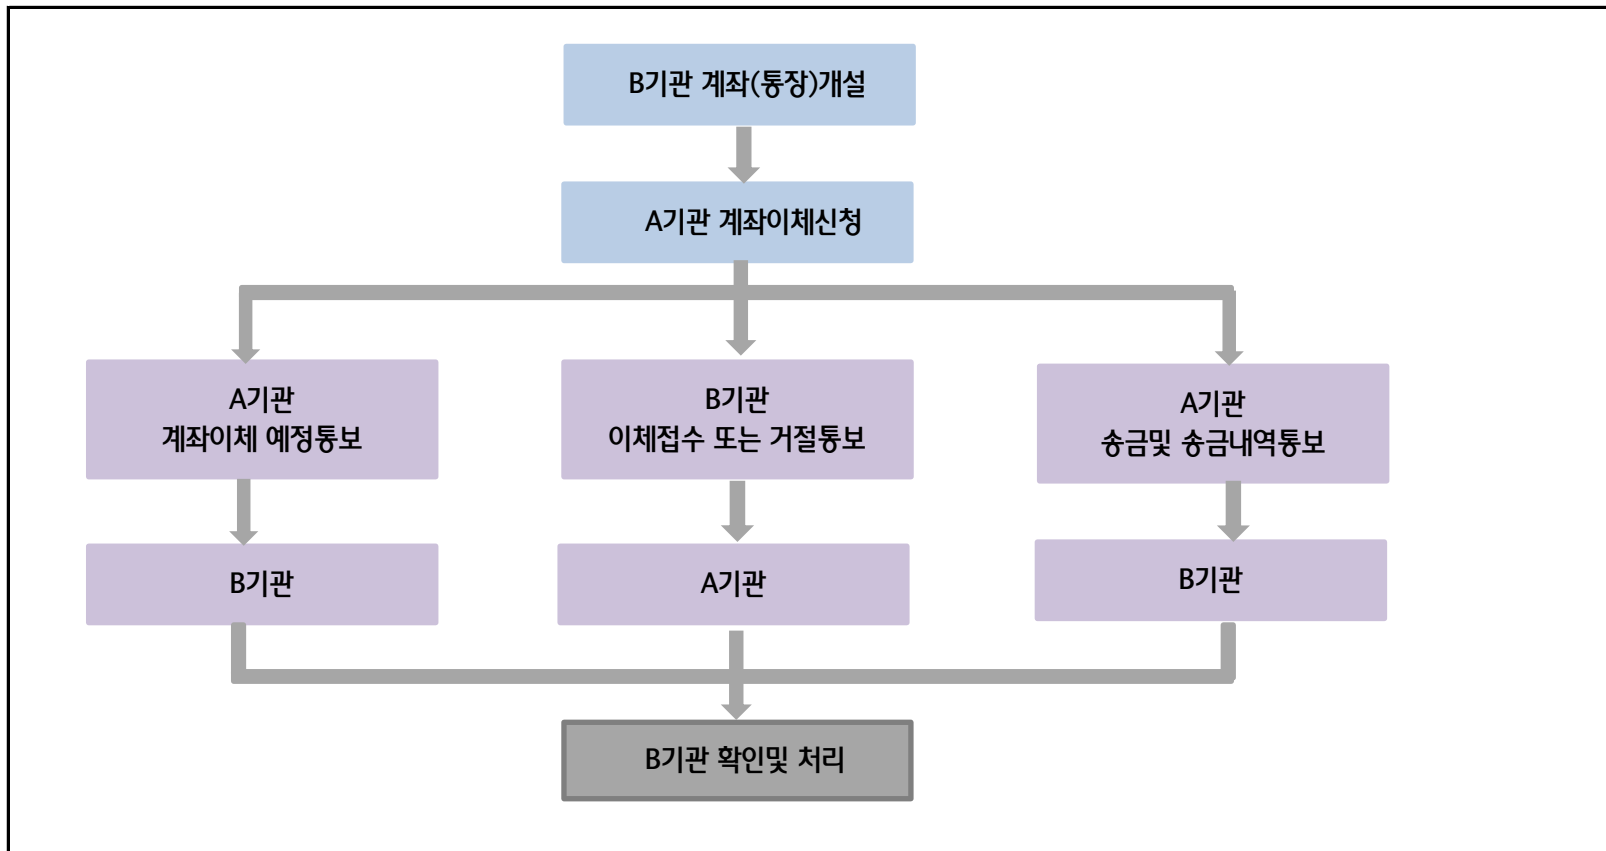 B기관 계좌(통장)개설
A기관 계좌이체신청
A기관
계좌이체 예정통보
B기관
이체접수 또는 거절통보
A기관
송금및 송금내역통보
B기관
A기관
B기관
B기관 확인및 처리